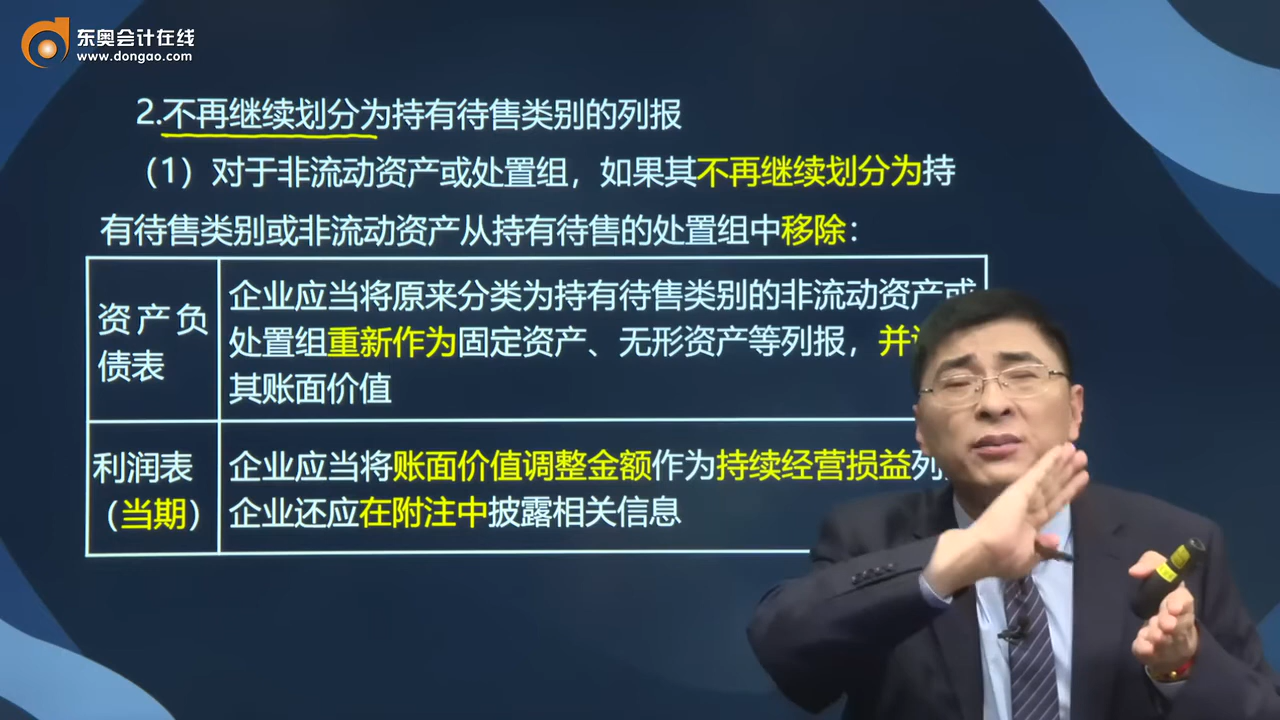 东奥会计在线
www.dongao.com
2.不再继续划分为持有待售类别的列报
（1）对于非流动资产或处置组，如果其不再继续划分为持
有待售类别或非流动资产从持有待售的处置组中移除：
资产负
债表
企业应当将原来分类为持有待售类别的非流动资产或
处置组重新作为固定资产、无形资产等列报，并
其账面价值
利润表
（当期）
企业应当将账面价值调整金额作为持续经营损益列
企业还应在附注中披露相关信息